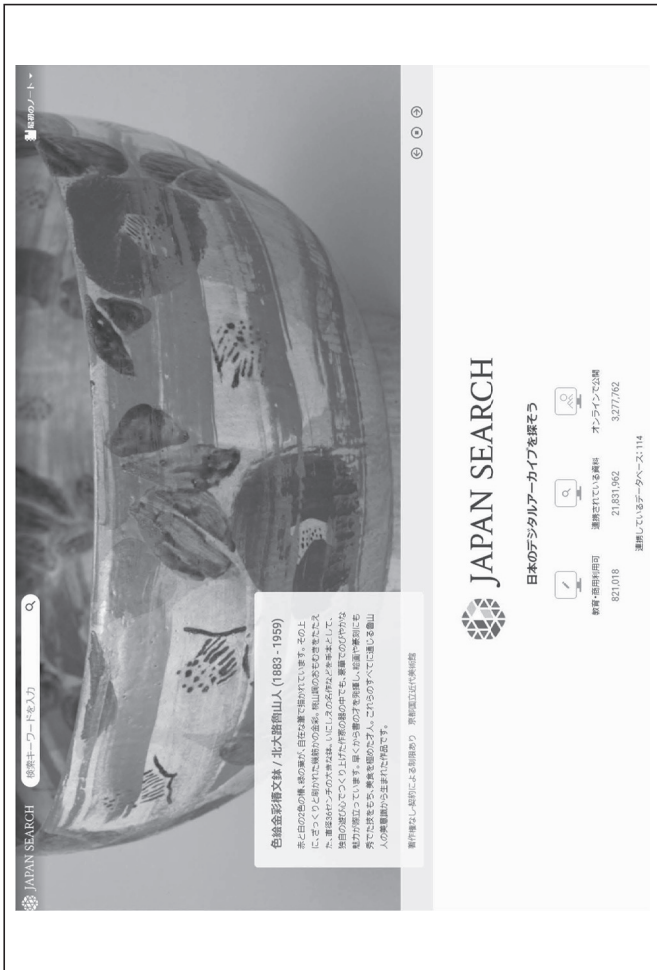 JAPAN SEARCH
検索キーワードを入力
最初のノート
色絵金彩椿文鉢 / 北大路魯山人 (1883 - 1959)
赤と白の2色の椿、緑の葉が、自在な筆で描かれています。その上
に、ざっくりと刷かれた幾筋かの金彩。桃山調のおもむきをたたえ
た、直径36センチの大きな鉢。いにしえの名作などを手本として、
独自の遊び心でつくり上げた作家の器の中でも、豪華でのびやかな
魅力が際立っています。早くから書の才を発揮し、絵画や篆刻にも
秀でた技をもち、美食を極めた才人。これらのすべてに通じる魯山
人の美意識から生まれた作品です。
著作権なし-契約による制限あり 京都国立近代美術館
JAPAN SEARCH
日本のデジタルアーカイブを探そう
教育・商用利用可
821,018
連携されている資料
21,831,962
オンラインで公開
3,277,762
連携しているデータベース: 114